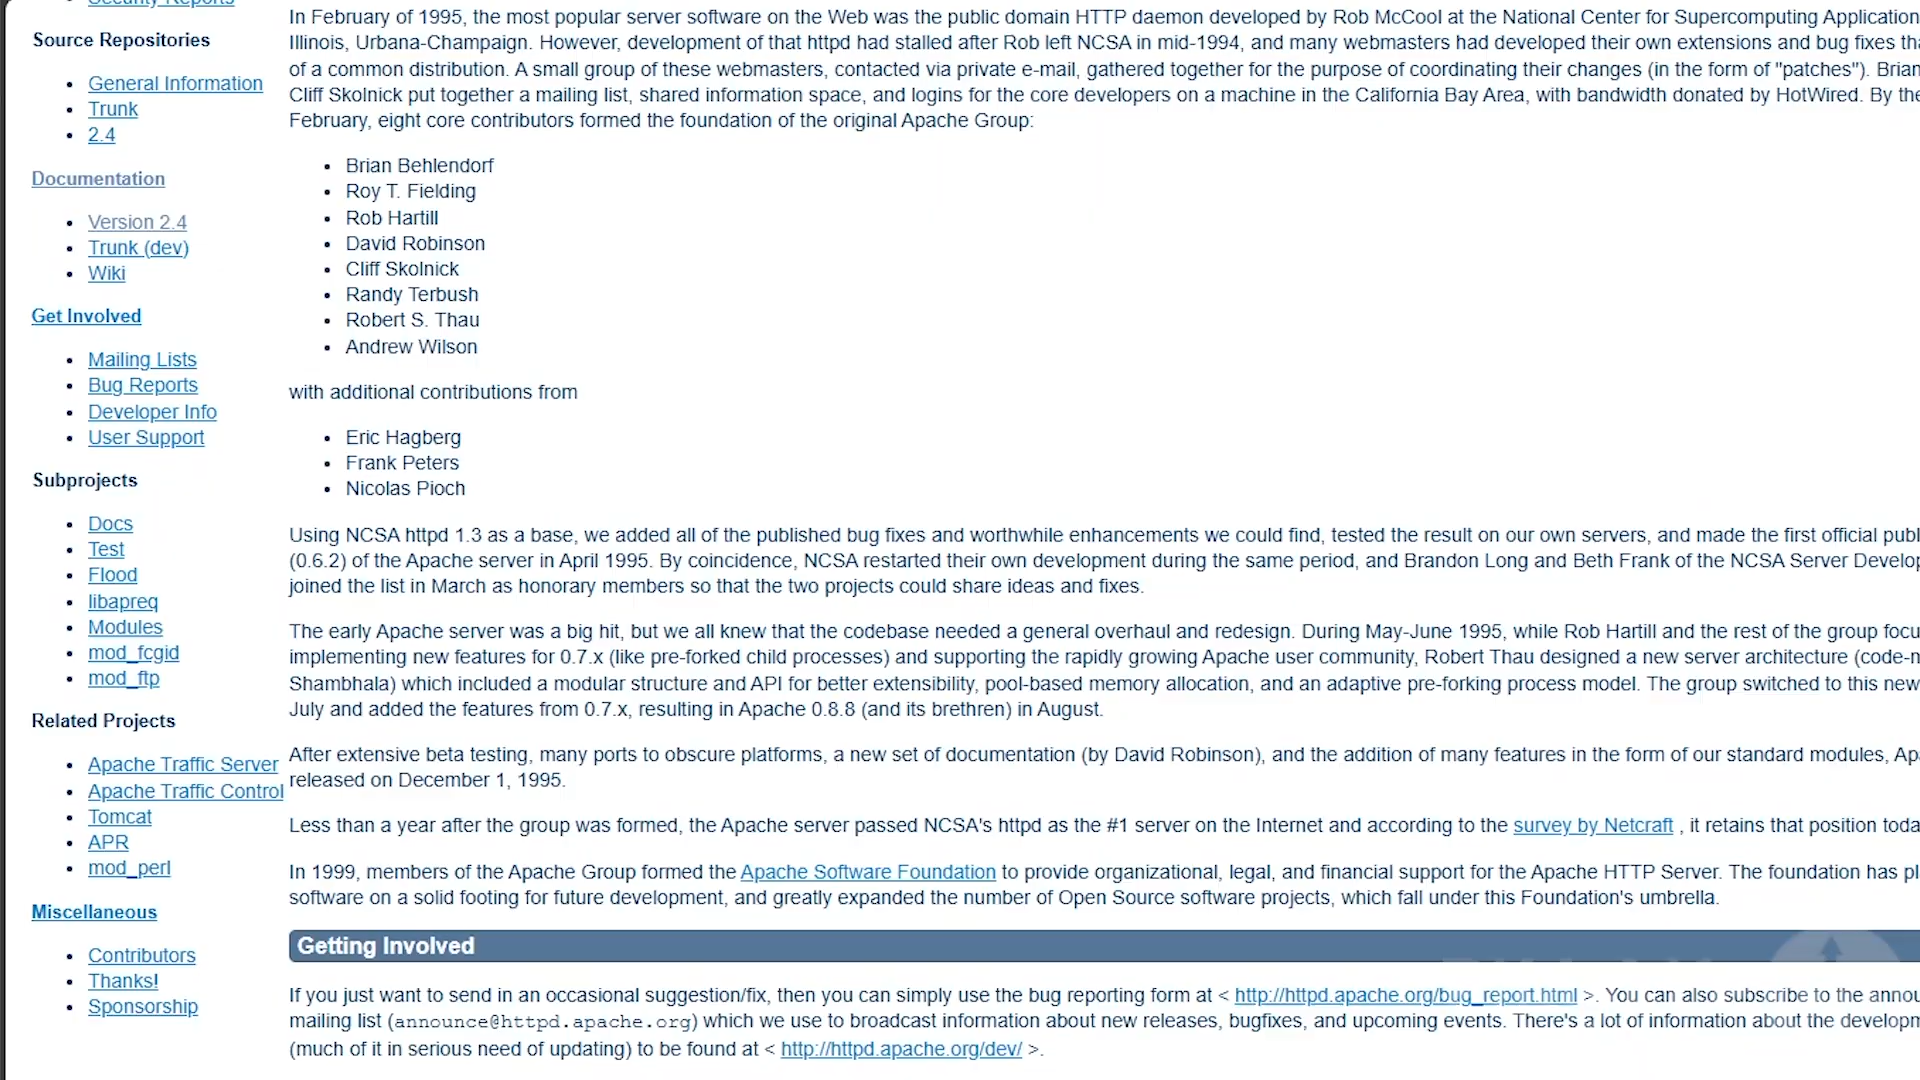 Security Reports
Source Repositories
General Information
Trunk
2.4
Documentation
Version 2.4
Trunk (dev)
Wiki
Get Involved
Mailing Lists
Bug Reports
Developer Info
User Support
Subprojects
Docs
Test
Flood
libapreq
Modules
mod_fcgid
mod_ftp
Related Projects
Apache Traffic Server
Apache Traffic Control
Tomcat
APR
mod_perl
Miscellaneous
Contributors
Thanks!
Sponsorship
In February of 1995, the most popular server software on the Web was the public domain HTTP daemon developed by Rob McCool at the National Center for Supercomputing Application
Illinois, Urbana-Champaign. However, development of that httpd had stalled after Rob left NCSA in mid-1994, and many webmasters had developed their own extensions and bug fixes
of a common distribution. A small group of these webmasters, contacted via private e-mail, gathered together for the purpose of coordinating their changes (in the form of "patches"). Brian
Cliff Skolnick put together a mailing list, shared information space, and logins for the core developers on a machine in the California Bay Area, with bandwidth donated by HotWired. By the
February, eight core contributors formed the foundation of the original Apache Group:
Brian Behlendorf
Roy T. Fielding
Rob Hartill
David Robinson
Cliff Skolnick
Randy Terbush
Robert S. Thau
Andrew Wilson
with additional contributions from
Eric Hagberg
Frank Peters
Nicolas Pioch
Using NCSA httpd 1.3 as a base, we added all of the published bug fixes and worthwhile enhancements we could find, tested the result on our own servers, and made the first official publ
(0.6.2) of the Apache server in April 1995. By coincidence, NCSA restarted their own development during the same period, and Brandon Long and Beth Frank of the NCSA Server Develop
joined the list in March as honorary members so that the two projects could share ideas and fixes.
The early Apache server was a big hit, but we all knew that the codebase needed a general overhaul and redesign. During May-June 1995, while Rob Hartill and the rest of the group focu
implementing new features for 0.7.x (like pre-forked child processes) and supporting the rapidly growing Apache user community, Robert Thau designed a new server architecture (code-n
Shambhala) which included a modular structure and API for better extensibility, pool-based memory allocation, and an adaptive pre-forking process model. The group switched to this new
July and added the features from 0.7.x, resulting in Apache 0.8.8 (and its brethren) in August.
After extensive beta testing, many ports to obscure platforms, a new set of documentation (by David Robinson), and the addition of many features in the form of our standard modules, Ap
released on December 1, 1995.
Less than a year after the group was formed, the Apache server passed NCSA's httpd as the #1 server on the Internet and according to the survey by Netcraft , it retains that position toda
In 1999, members of the Apache Group formed the Apache Software Foundation to provide organizational, legal, and financial support for the Apache HTTP Server. The foundation has pl
software on a solid footing for future development, and greatly expanded the number of Open Source software projects, which fall under this Foundation's umbrella.
Getting Involved
If you just want to send in an occasional suggestion/fix, then you can simply use the bug reporting form at < http://httpd.apache.org/bug_report.html >. You can also subscribe to the annou
mailing list (announce@httpd.apache.org) which we use to broadcast information about new releases, bugfixes, and upcoming events. There's a lot of information about the developm
(much of it in serious need of updating) to be found at < http://httpd.apache.org/dev/ >.